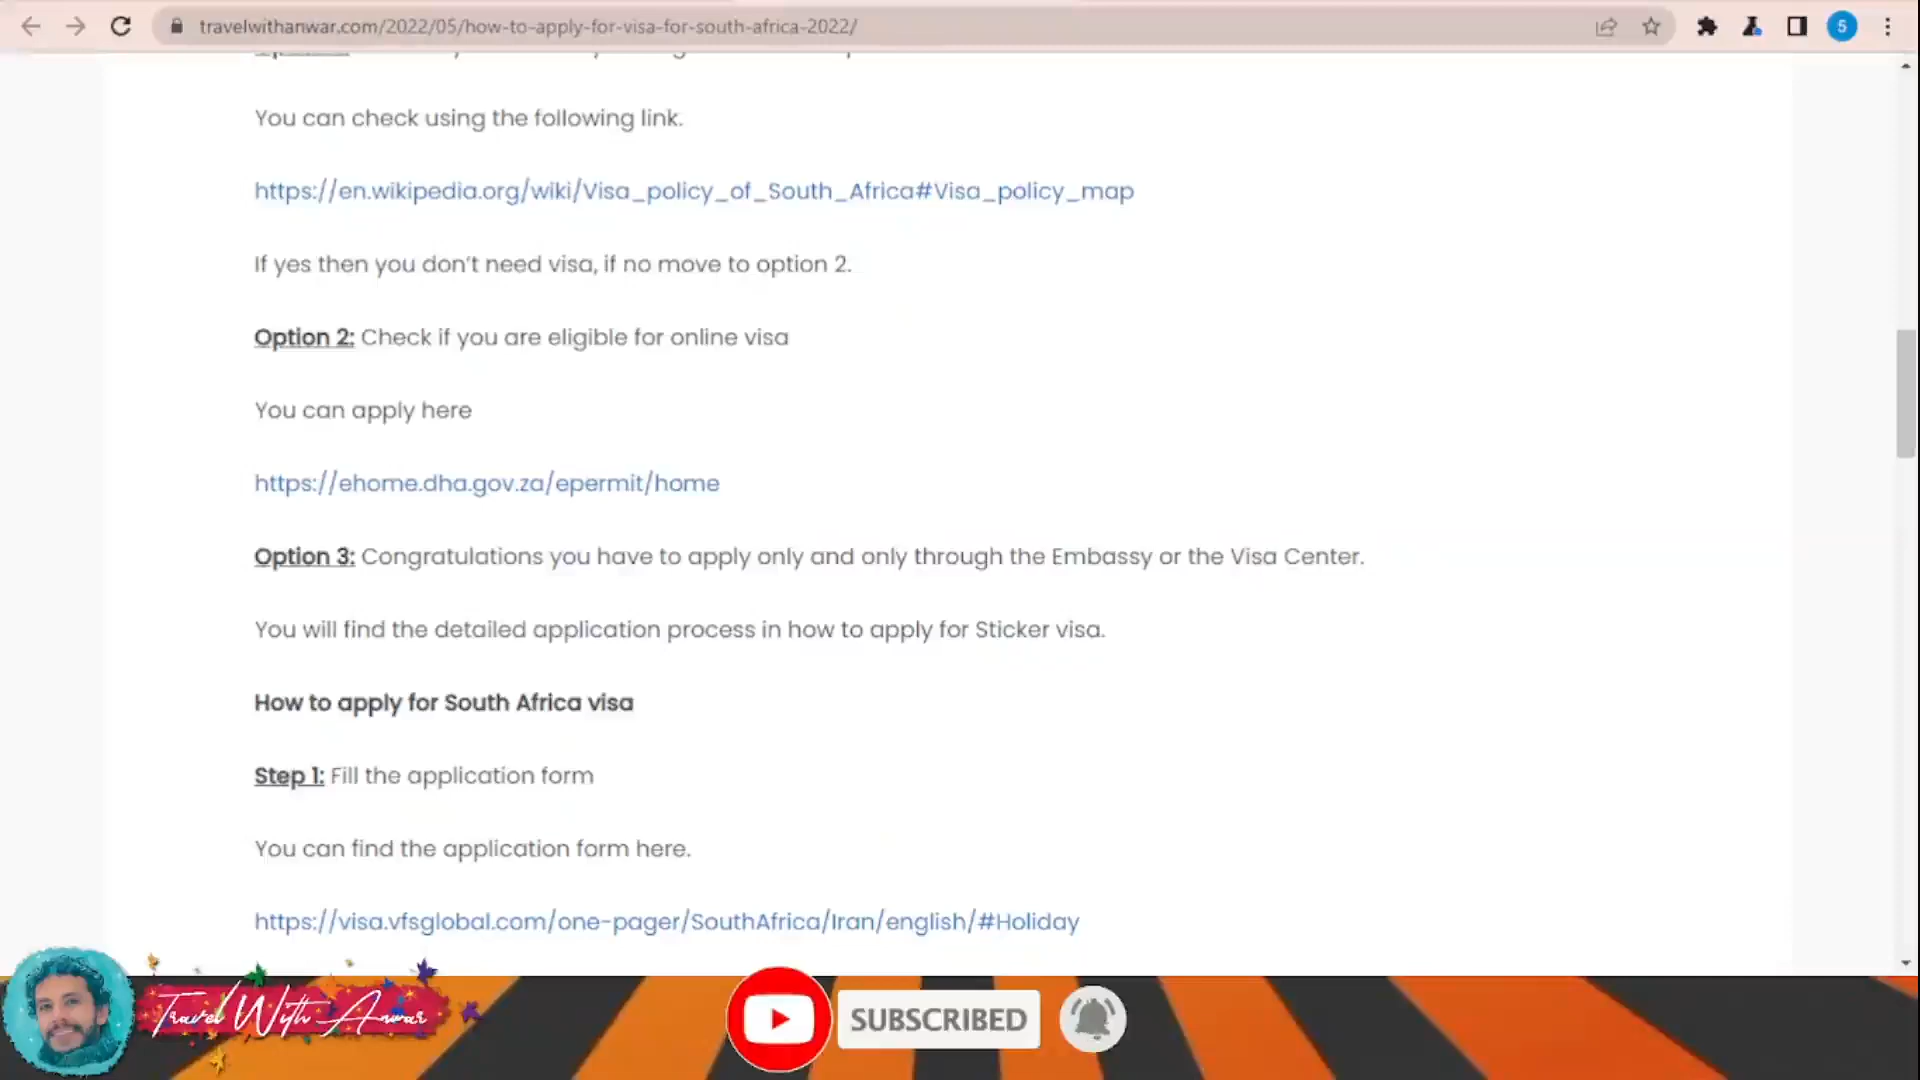 travelwithanwar.com/2022/05/how-to-apply-for-visa-for-south-africa-2022/
5
You can check using the following link.
https://en.wikipedia.org/wiki/Visa_policy_of_South_Africa#Visa_policy_map
If yes then you don't need visa, if no move to option 2.
Option 2: Check if you are eligible for online visa
You can apply here
https://ehome.dha.gov.za/epermit/home
Option 3: Congratulations you have to apply only and only through the Embassy or the Visa Center.
You will find the detailed application process in how to apply for Sticker visa.
How to apply for South Africa visa
Step 1: Fill the application form
You can find the application form here.
https://visa.vfsglobal.com/one-pager/SouthAfrica/Iran/english/#Holiday
Travel With Anwar
SUBSCRIBED